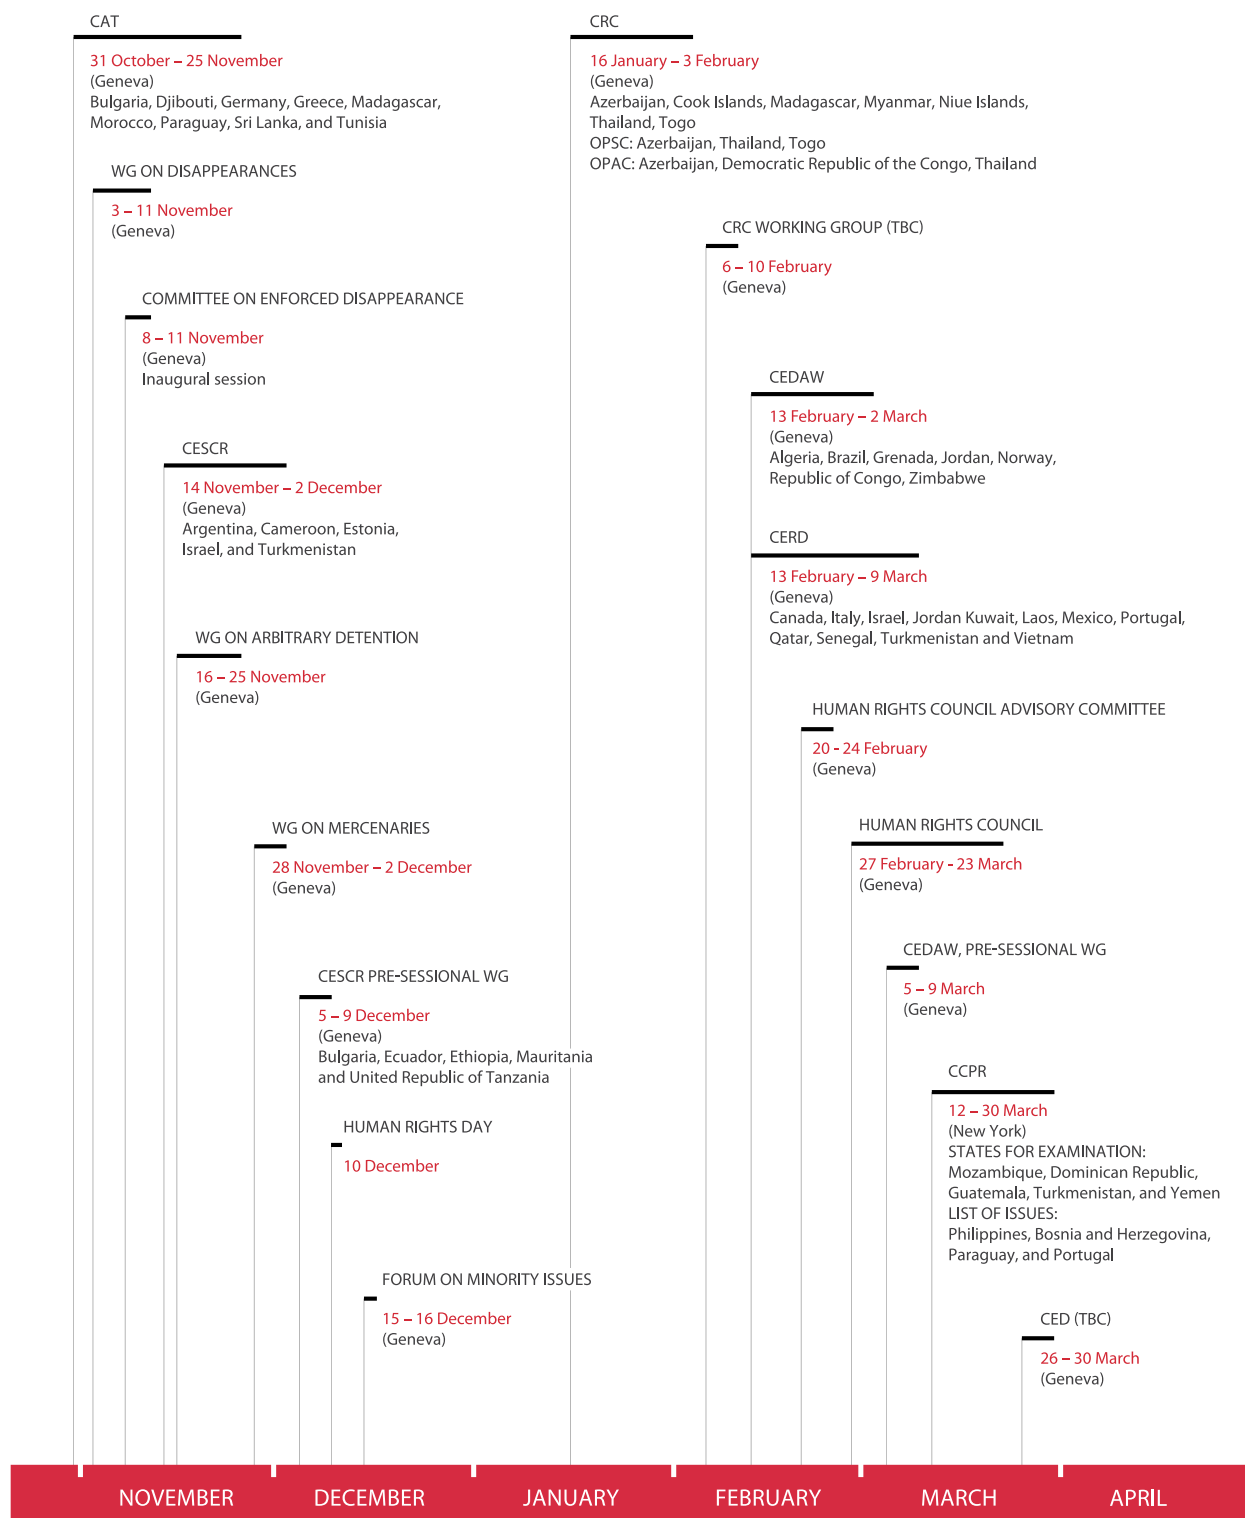 CAT
31 October – 25 November
(Geneva)
Bulgaria, Djibouti, Germany, Greece, Madagascar,
Morocco, Paraguay, Sri Lanka, and Tunisia
WG ON DISAPPEARANCES
3 – 11 November
(Geneva)
COMMITTEE ON ENFORCED DISAPPEARANCE
8 – 11 November
(Geneva)
Inaugural session
CESCR
14 November – 2 December
(Geneva)
Argentina, Cameroon, Estonia,
Israel, and Turkmenistan
WG ON ARBITRARY DETENTION
16 – 25 November
(Geneva)
WG ON MERCENARIES
28 November – 2 December
(Geneva)
CESCR PRE-SESSIONAL WG
5 – 9 December
(Geneva)
Bulgaria, Ecuador, Ethiopia, Mauritania
and United Republic of Tanzania
HUMAN RIGHTS DAY
10 December
FORUM ON MINORITY ISSUES
15 – 16 December
(Geneva)
CRC
16 January – 3 February
(Geneva)
Azerbaijan, Cook Islands, Madagascar, Myanmar, Niue Islands,
Thailand, Togo
OPSC: Azerbaijan, Thailand, Togo
OPAC: Azerbaijan, Democratic Republic of the Congo, Thailand
CRC WORKING GROUP (TBC)
6 – 10 February
(Geneva)
CEDAW
13 February – 2 March
(Geneva)
Algeria, Brazil, Grenada, Jordan, Norway,
Republic of Congo, Zimbabwe
CERD
13 February – 9 March
(Geneva)
Canada, Italy, Israel, Jordan Kuwait, Laos, Mexico, Portugal,
Qatar, Senegal, Turkmenistan and Vietnam
HUMAN RIGHTS COUNCIL ADVISORY COMMITTEE
20 - 24 February
(Geneva)
HUMAN RIGHTS COUNCIL
27 February - 23 March
(Geneva)
CEDAW, PRE-SESSIONAL WG
5 – 9 March
(Geneva)
CCPR
12 – 30 March
(New York)
STATES FOR EXAMINATION:
Mozambique, Dominican Republic,
Guatemala, Turkmenistan, and Yemen
LIST OF ISSUES:
Philippines, Bosnia and Herzegovina,
Paraguay, and Portugal
CED (TBC)
26 – 30 March
(Geneva)
NOVEMBER DECEMBER JANUARY FEBRUARY MARCH APRIL